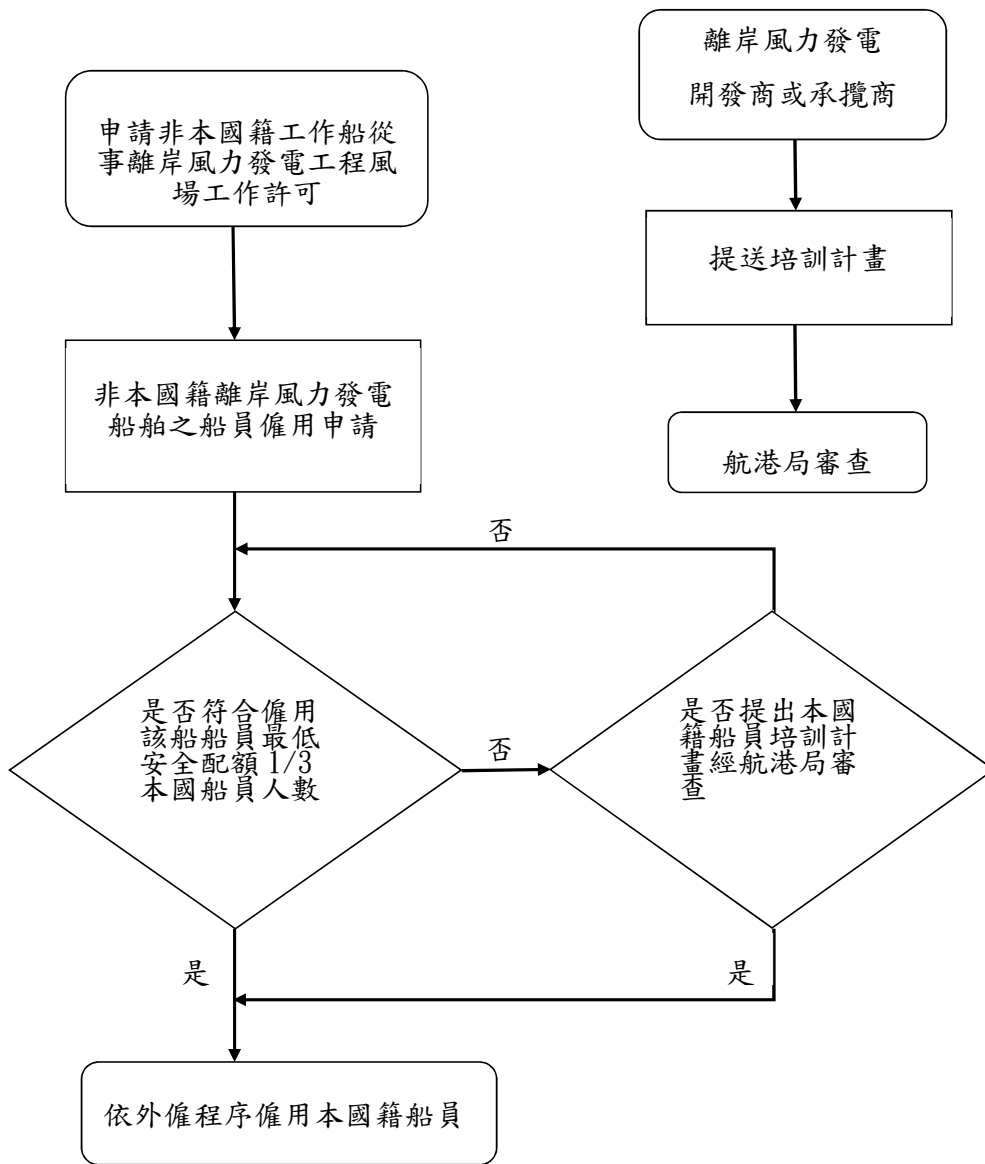 離岸風力發電
開發商或承攬商
申請非本國籍工作船從
事離岸風力發電工程風
場工作許可
提送培訓計畫
非本國籍離岸風力發電
船舶之船員僱用申請
航港局審查
否
是否符合僱用
該船船員最低
安全配額1/3
本國船員人數
否
是否提出本國
籍船員培訓計
畫經航港局審
查
是
是
依外僱程序僱用本國籍船員